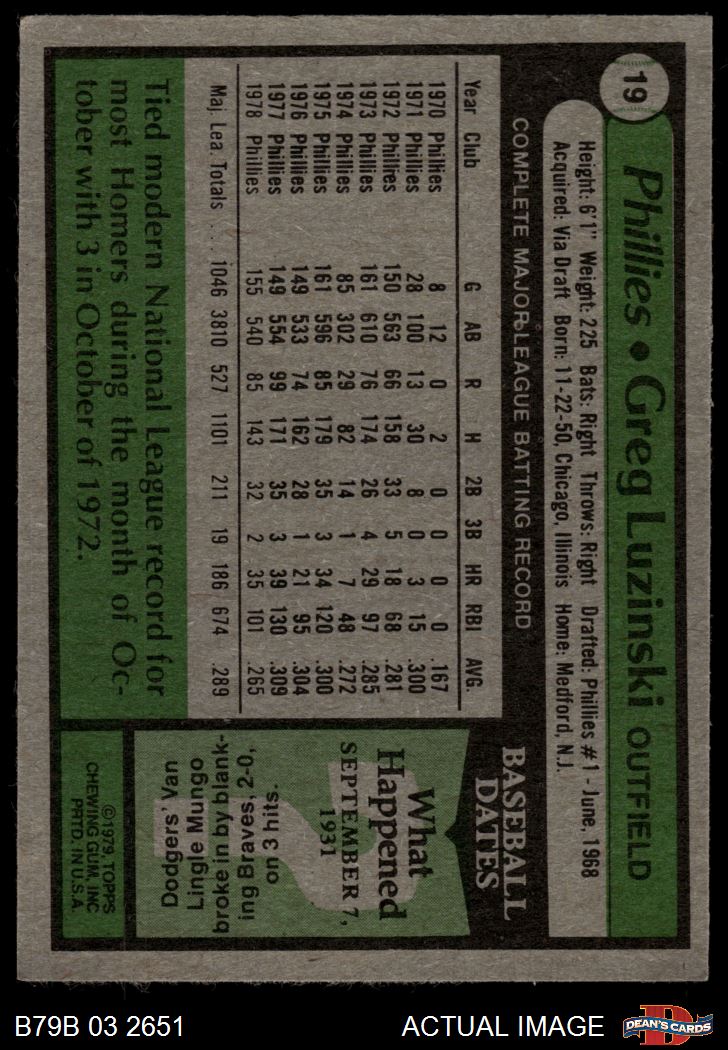 19
Phillies • Greg Luzinski OUTFIELD
Height: 6'1" Weight: 225 Bats: Right Throws: Right Drafted: Phillies #1 - June, 1968
Acquired: Via Draft Born: 11-22-50, Chicago, Illinois Home: Medford, N.J.
COMPLETE MAJOR LEAGUE BATTING RECORD
Year Club G AB R H 2B 3B HR RBI AVG.
1970 Phillies 8 12 0 2 0 0 0 0 .167
1971 Phillies 28 100 13 30 8 0 3 15 .300
1972 Phillies 150 563 66 158 33 5 18 68 .281
1973 Phillies 161 610 76 174 26 4 29 97 .285
1974 Phillies 85 302 29 82 14 1 7 48 .272
1975 Phillies 161 596 85 179 35 3 34 120 .300
1976 Phillies 149 533 74 162 28 1 21 95 .304
1977 Phillies 149 554 99 171 35 3 39 130 .309
1978 Phillies 155 540 85 143 32 2 35 101 .265
Maj. Lea. Totals . . . 1046 3810 527 1101 211 19 186 674 .289
Tied modern National League record for
most Homers during the month of Oc-
tober with 3 in October of 1972.
BASEBALL
DATES
What
Happened
SEPTEMBER 7,
1931
Dodgers' Van
Lingle Mungo
broke in by blank-
ing Braves, 2-0,
on 3 hits.
©1979, TOPPS
CHEWING GUM, INC
PRTD. IN U.S.A.
B79B 03 2651
ACTUAL IMAGE
D
DEAN'S CARDS